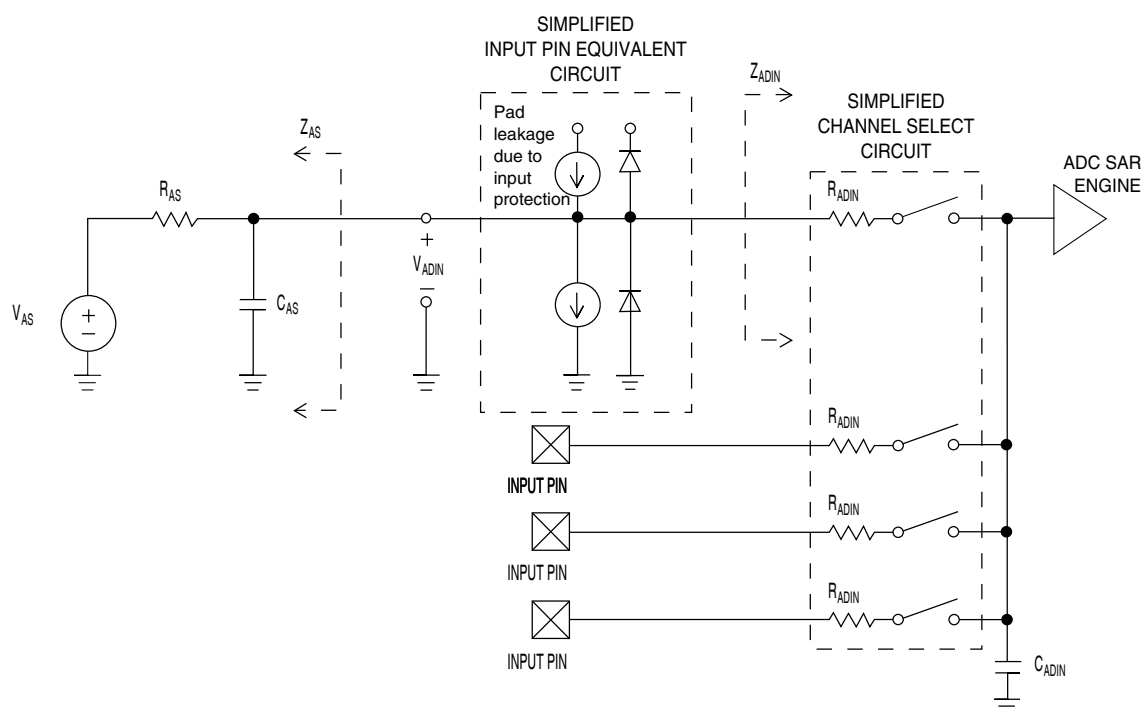 SIMPLIFIED
INPUT PIN EQUIVALENT
CIRCUIT
Pad
leakage
due to
input
protection
Z_ADIN
SIMPLIFIED
CHANNEL SELECT
CIRCUIT
ADC SAR
ENGINE
Z_AS
R_AS
R_ADIN
+
V_ADIN
–
C_AS
V_AS
+
–
R_ADIN
INPUT PIN
R_ADIN
INPUT PIN
R_ADIN
INPUT PIN
C_ADIN